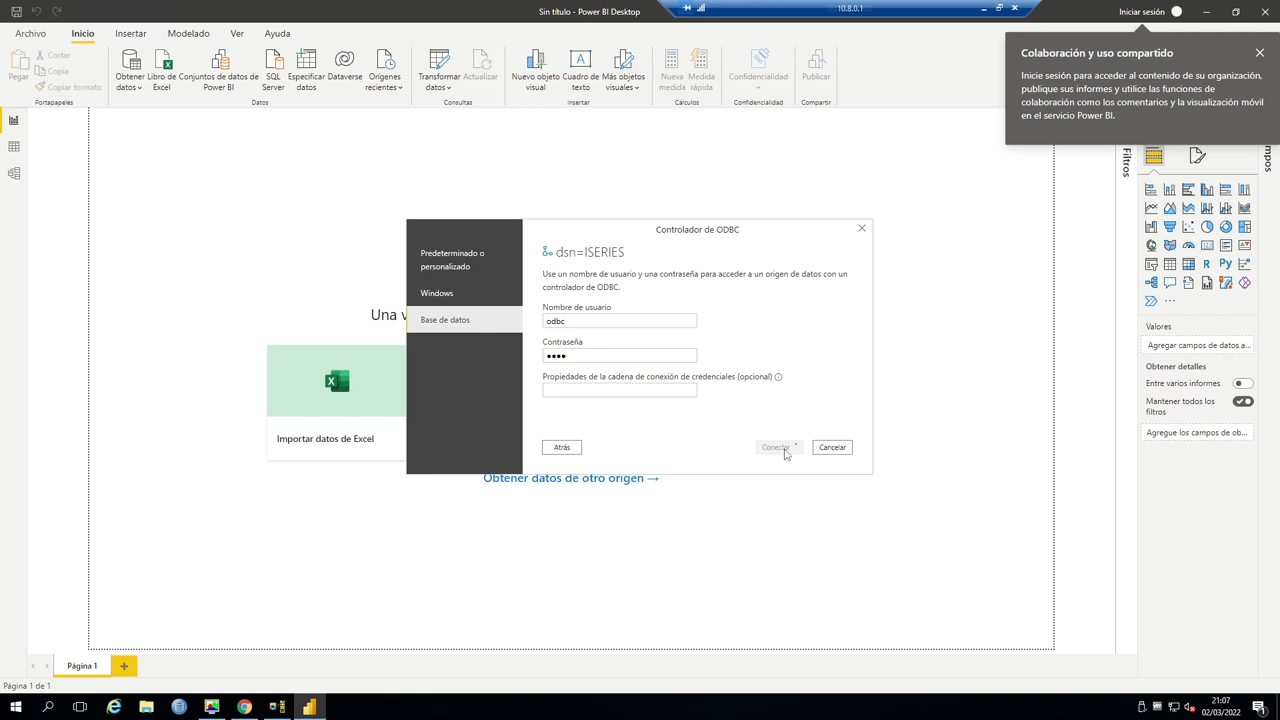 Sin título - Power BI Desktop
10.8.0.1
Iniciar sesión
Archivo
Inicio
Insertar
Modelado
Ver
Ayuda
Pegar
Cortar
Copia
Copiar formato
Portapapeles
Obtener datos
Libro de Excel
Conjuntos de datos de Power BI
SQL Server
Especificar datos
Dataverse
Orígenes recientes
Datos
Transformar datos
Actualizar
Consultas
Nuevo objeto visual
Cuadro de texto
Más objetos visuales
Insertar
Nueva medida
Medida rápida
Cálculos
Confidencialidad
Confidencialidad
Publicar
Compartir
Colaboración y uso compartido
Inicie sesión para acceder al contenido de su organización,
publique sus informes y utilice las funciones de
colaboración como los comentarios y la visualización móvil
en el servicio Power BI.
Filtros
Una v
Importar datos de Excel
Obtener datos de otro origen →
Controlador de ODBC
Predeterminado o
personalizado
Windows
Base de datos
dsn=ISERIES
Use un nombre de usuario y una contraseña para acceder a un origen de datos con un
controlador de ODBC.
Nombre de usuario
odbc
Contraseña
••••
Propiedades de la cadena de conexión de credenciales (opcional)
Atrás
Conectar
Cancelar
R
Py
Valores
Agregar campos de datos a...
Obtener detalles
Entre varios informes
Mantener todos los
filtros
Agregue los campos de ob...
Página 1
Página 1 de 1
21:07
02/03/2022